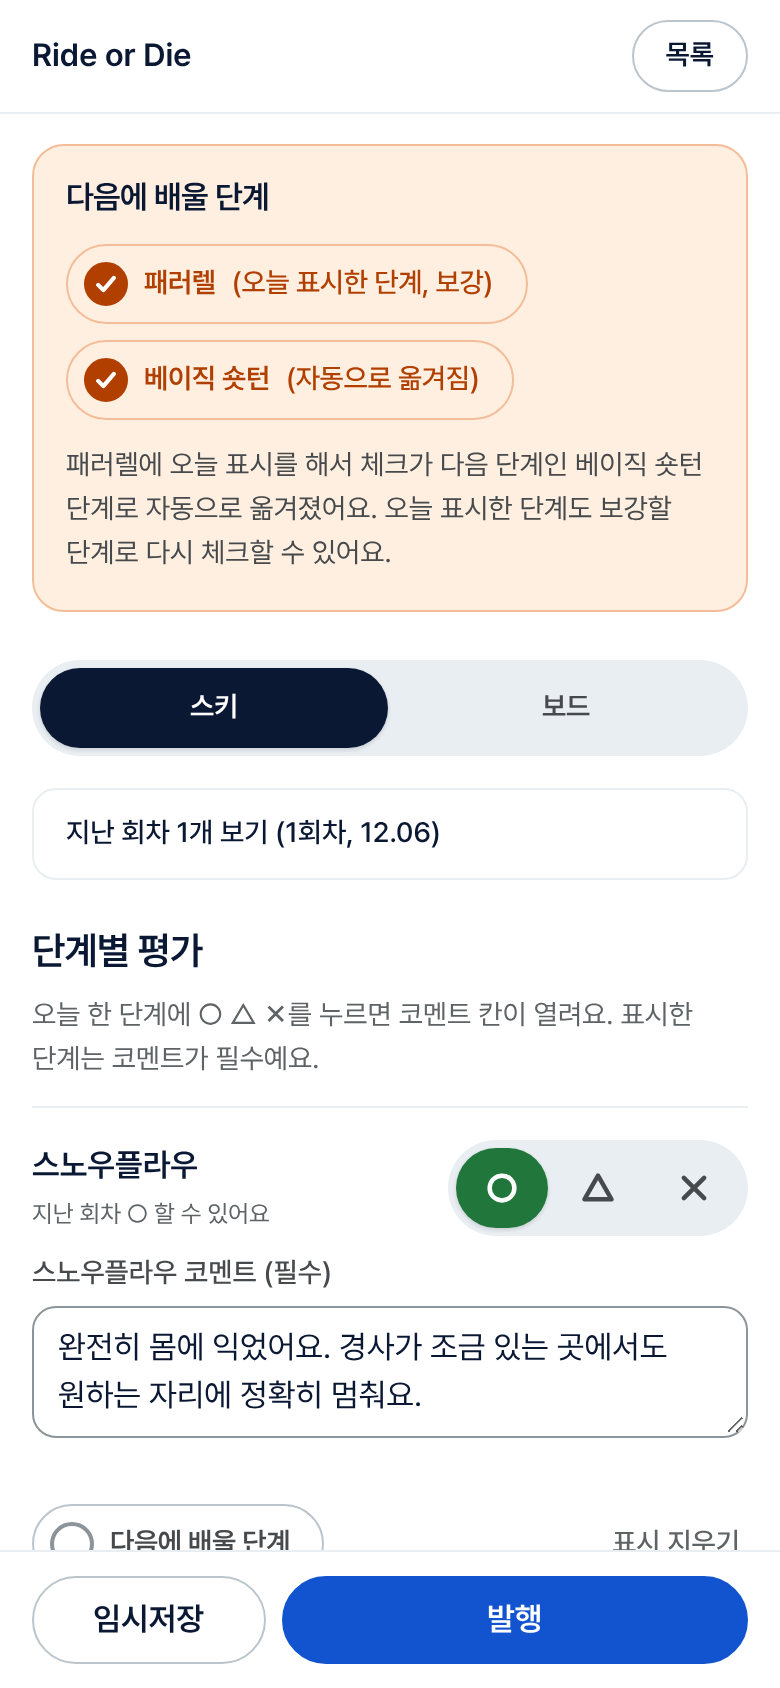 Ride or Die
목록
다음에 배울 단계
패러렐 (오늘 표시한 단계, 보강)
베이직 숏턴 (자동으로 옮겨짐)
패러렐에 오늘 표시를 해서 체크가 다음 단계인 베이직 숏턴
단계로 자동으로 옮겨졌어요. 오늘 표시한 단계도 보강할
단계로 다시 체크할 수 있어요.
스키
보드
지난 회차 1개 보기 (1회차, 12.06)
단계별 평가
오늘 한 단계에 ○ △ ✕를 누르면 코멘트 칸이 열려요. 표시한
단계는 코멘트가 필수예요.
스노우플라우
지난 회차 ○ 할 수 있어요
스노우플라우 코멘트 (필수)
완전히 몸에 익었어요. 경사가 조금 있는 곳에서도
원하는 자리에 정확히 멈춰요.
다음에 배울 단계
표시 지우기
임시저장
발행